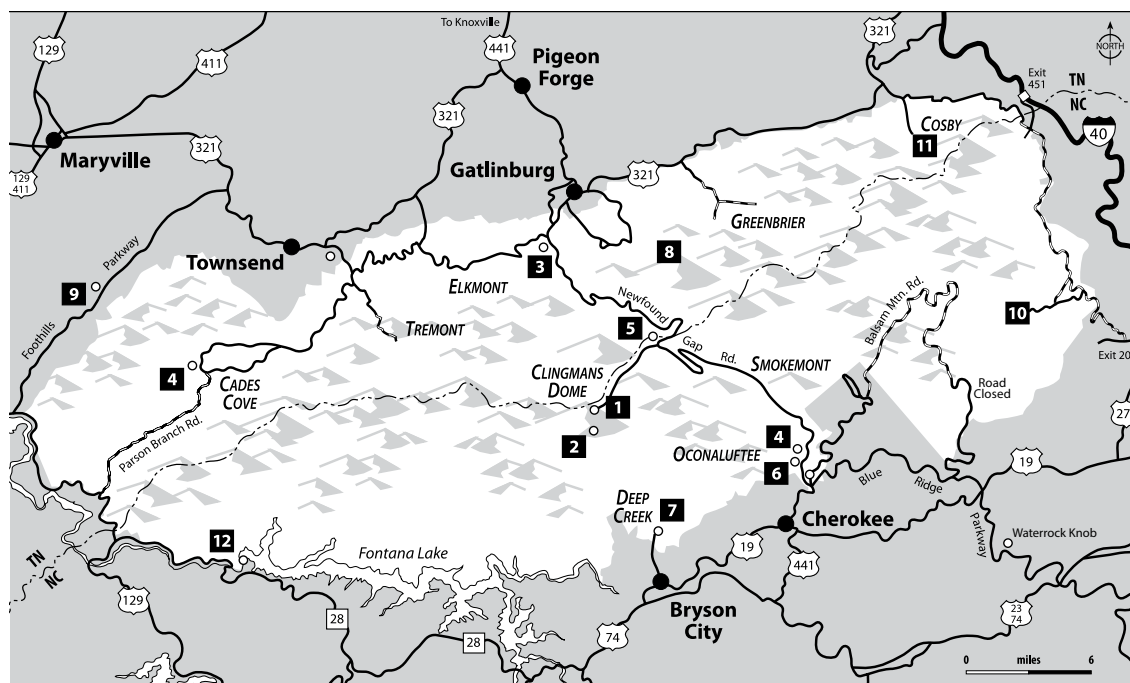 To Knoxville
129
411
441
321
NORTH
Pigeon
Forge
Exit
451
TN
NC
321
COSBY
40
Maryville
321
Gatlinburg
11
129
411
321
GREENBRIER
Parkway
Townsend
8
3
9
ELKMONT
Newfound
Balsam Mtn. Rd.
10
Foothills
TREMONT
5
Gap
Rd.
SMOKEMONT
Exit 20
4
CADES
COVE
CLINGMANS
DOME
Road
Closed
1
27
Parson Branch Rd.
2
4
OCONALUFTEE
6
Blue
Ridge
19
DEEP
CREEK
7
Cherokee
Parkway
Waterrock Knob
12
Fontana Lake
19
TN
NC
441
129
Bryson
City
28
23
74
28
74
0 miles 6